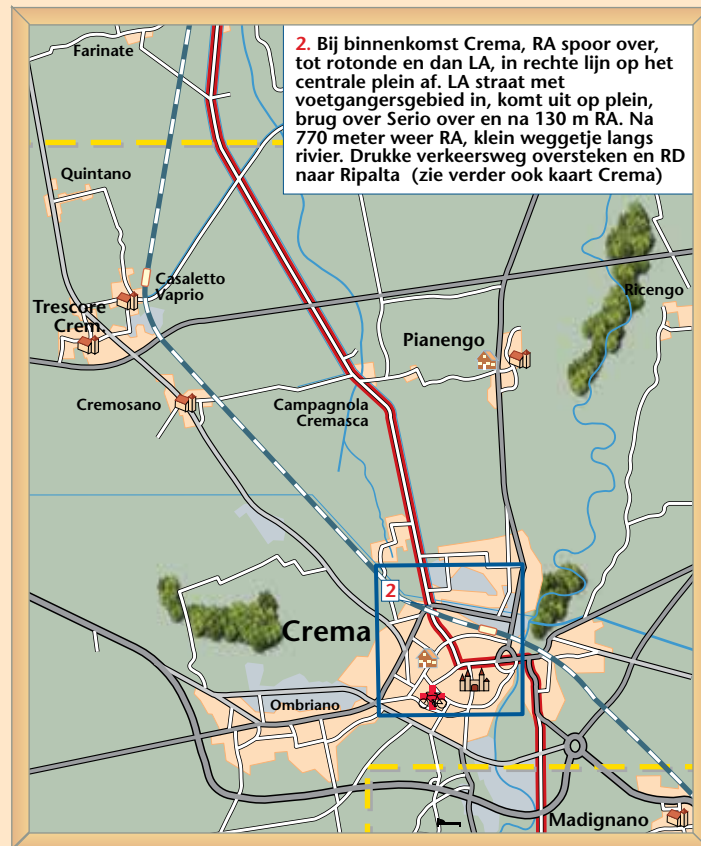 2. Bij binnenkomst Crema, RA spoor over,
tot rotonde en dan LA, in rechte lijn op het
centrale plein af. LA straat met
voetgangersgebied in, komt uit op plein,
brug over Serio over en na 130 m RA. Na
770 meter weer RA, klein weggetje langs
rivier. Drukke verkeersweg oversteken en RD
naar Ripalta (zie verder ook kaart Crema)
Farinate
Quintano
Casaletto
Vaprio
Trescore
Crem.
Ricengo
Pianengo
Cremosano
Campagnola
Cremasca
2
Crema
Ombriano
Madignano